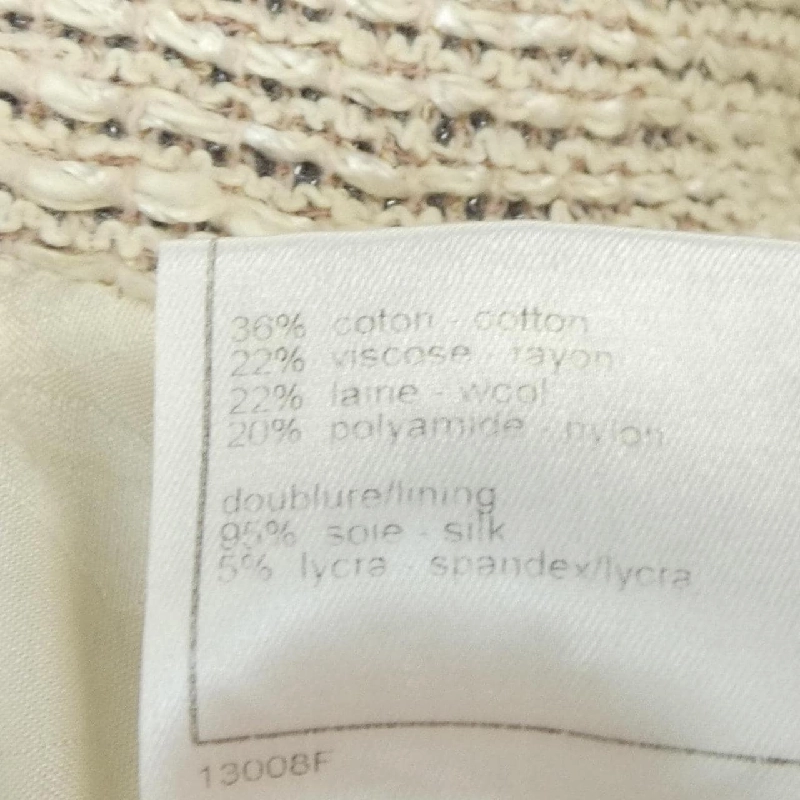 36% coton - cotton
22% viscose - rayon
22% laine - wool
20% polyamide - nylon
doublure/lining
95% soie - silk
5% lycra - spandex/lycra
13008F